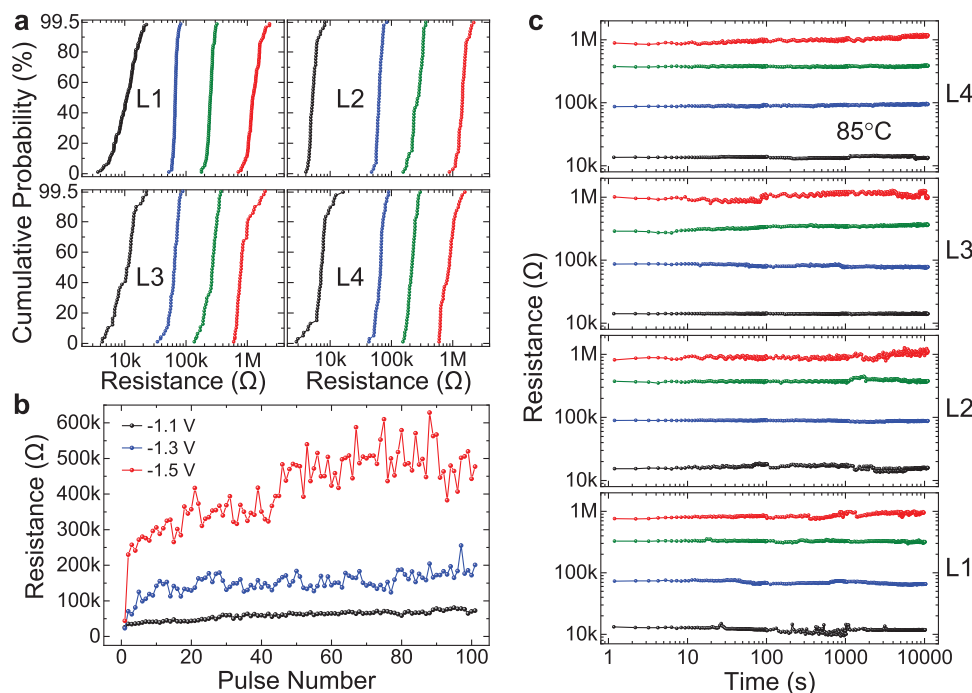 a
Cumulative Probability (%)
99.5
80
60
40
20
0
L1
L2
99.5
80
60
40
20
0
L3
L4
10k 100k 1M
10k 100k 1M
Resistance (Ω)
Resistance (Ω)
b
Resistance (Ω)
600k
500k
400k
300k
200k
100k
0
-1.1 V
-1.3 V
-1.5 V
0 20 40 60 80 100
Pulse Number
c
Resistance (Ω)
1M
100k
10k
85°C
L4
1M
100k
10k
L3
1M
100k
10k
L2
1M
100k
10k
L1
1 10 100 1000 10000
Time (s)